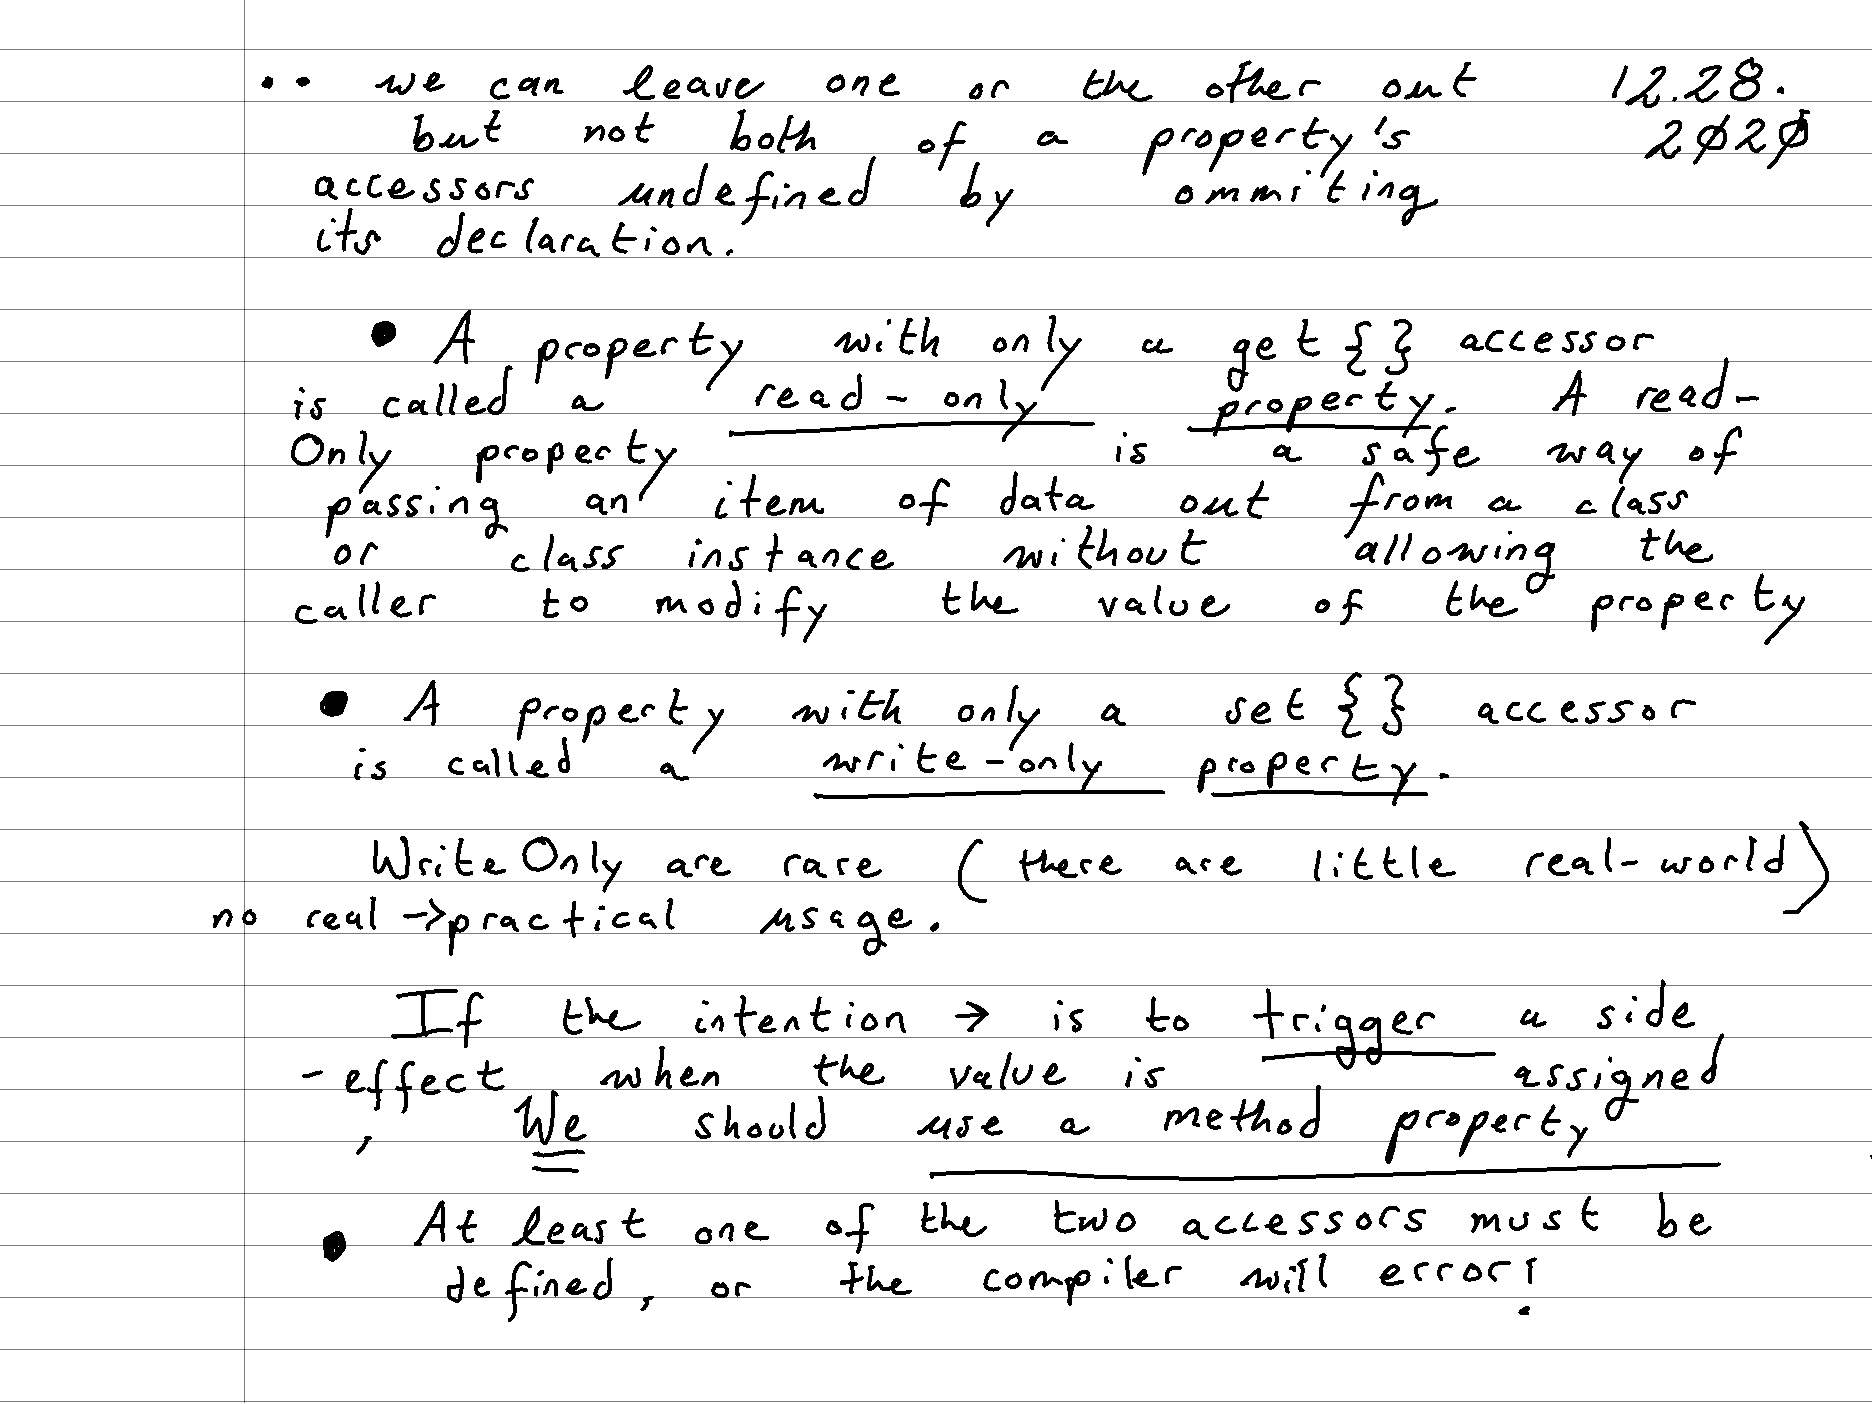 •• we can leave one or the other out 12.28.
but not both of a property's 2020
accessors undefined by ommiting
its declaration.
• A property with only a get {} accessor
is called a read-only property. A read-
Only property is a safe way of
passing an item of data out from a class
or class instance without allowing the
caller to modify the value of the property
• A property with only a set {} accessor
is called a write-only property.
Write Only are rare (there are little real-world)
no real → practical usage.
If the intention → is to trigger a side
-effect when the value is assigned
, We should use a method property
• At least one of the two accessors must be
defined, or the compiler will error!